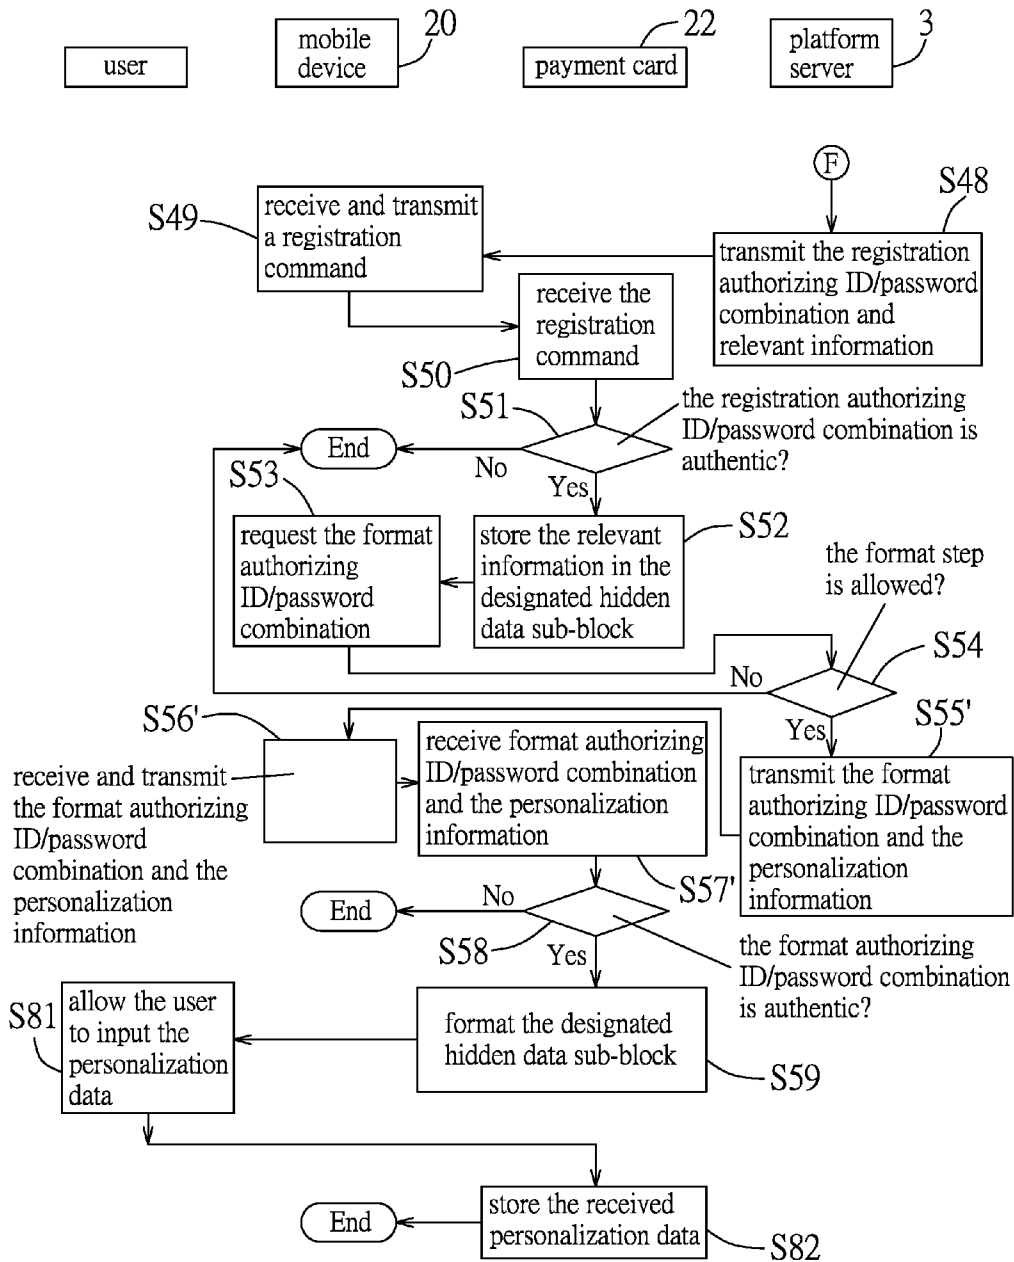 user
mobile
device
20
payment card
22
platform
server
3
F
S48
S49
receive and transmit
a registration
command
transmit the registration
authorizing ID/password
combination and
relevant information
receive the
registration
command
S50
S51
the registration authorizing
ID/password combination is
authentic?
End
No
Yes
S53
request the format
authorizing
ID/password
combination
store the relevant
information in the
designated hidden
data sub-block
S52
the format step
is allowed?
S54
No
Yes
S55'
S56'
receive and transmit
the format authorizing
ID/password
combination and the
personalization
information
receive format authorizing
ID/password combination
and the personalization
information
transmit the format
authorizing ID/password
combination and the
personalization
information
S57'
End
No
S58
Yes
the format authorizing
ID/password combination
is authentic?
S81
allow the user
to input the
personalization
data
format the designated
hidden data sub-block
S59
End
store the received
personalization data
S82